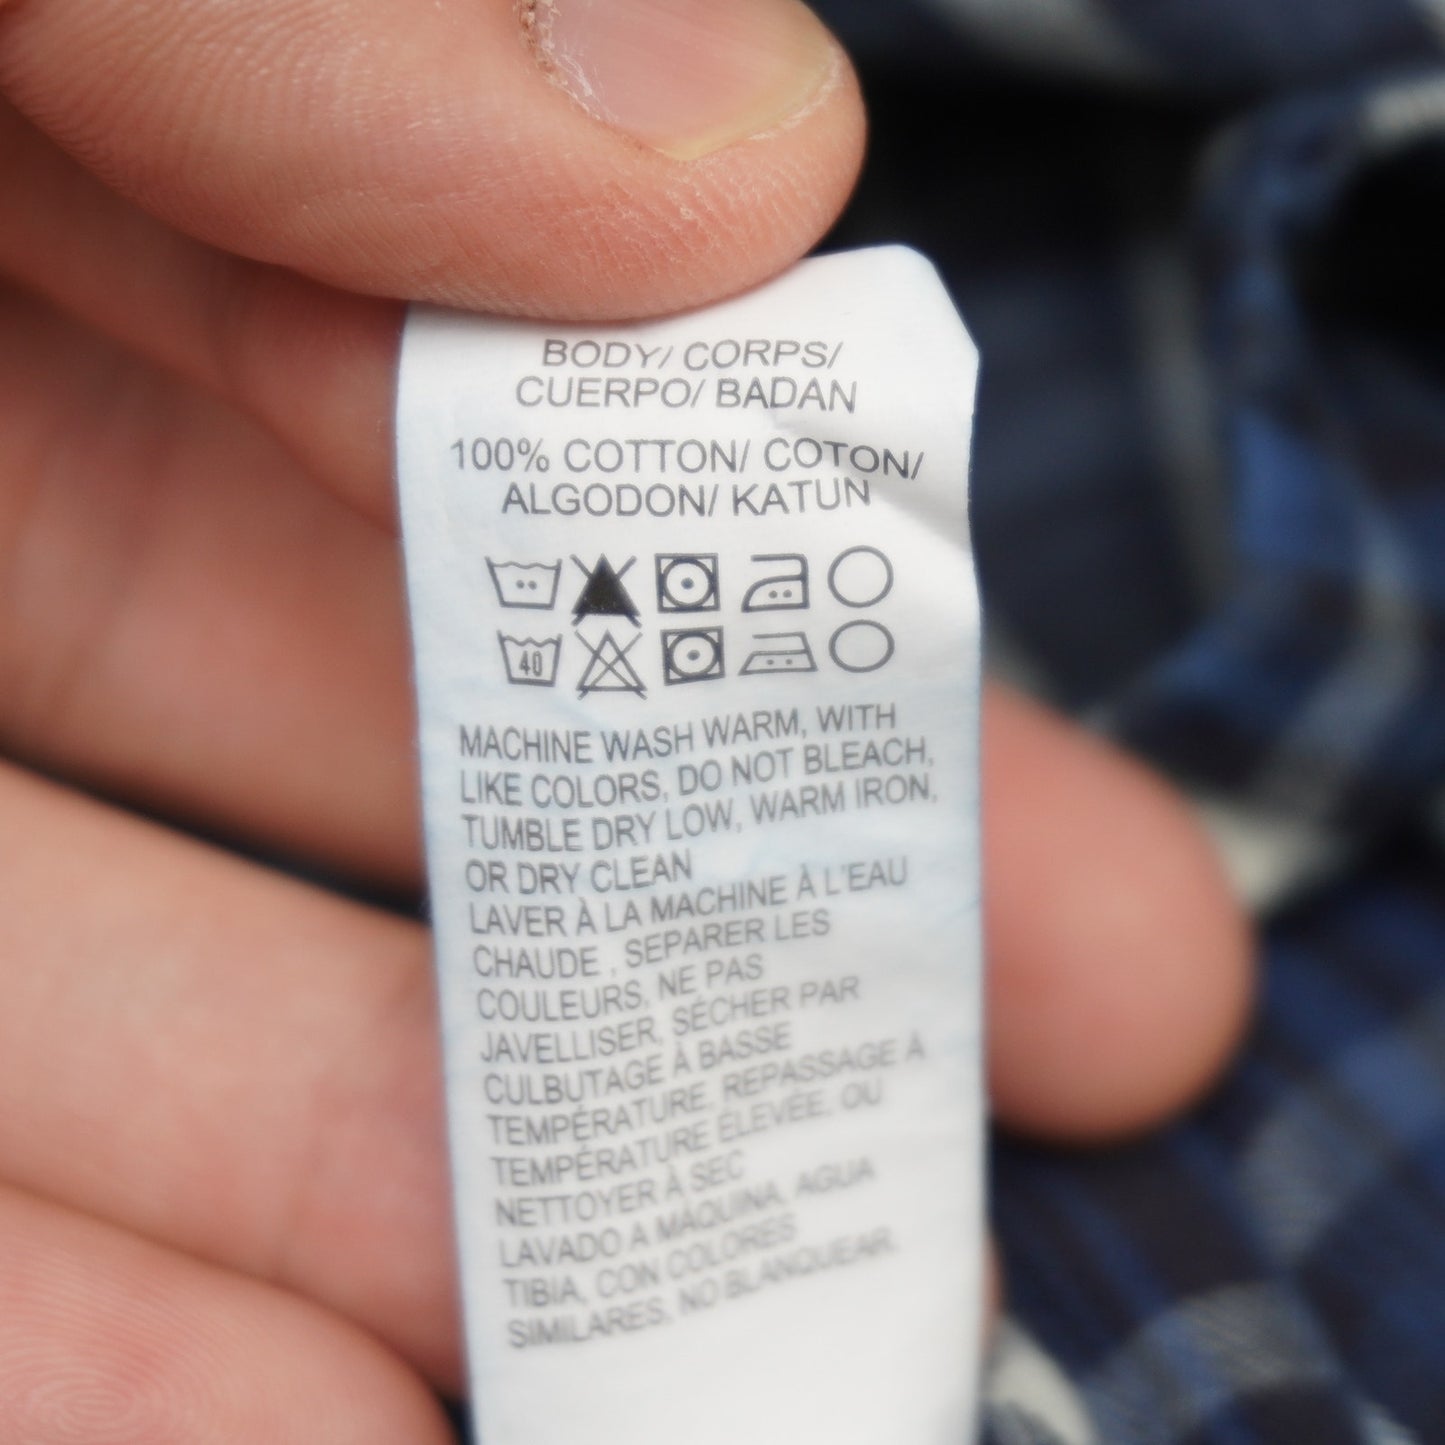 BODY/ CORPS/
CUERPO/ BADAN
100% COTTON/ COTON/
ALGODON/ KATUN
40
MACHINE WASH WARM, WITH
LIKE COLORS, DO NOT BLEACH,
TUMBLE DRY LOW, WARM IRON,
OR DRY CLEAN
LAVER À LA MACHINE À L'EAU
CHAUDE , SEPARER LES
COULEURS, NE PAS
JAVELLISER, SÉCHER PAR
CULBUTAGE À BASSE
TEMPÉRATURE, REPASSAGE À
TEMPÉRATURE ÉLEVÉE, OU
NETTOYER À SEC
LAVADO A MÁQUINA, AGUA
TIBIA, CON COLORES
SIMILARES, NO BLANQUEAR,